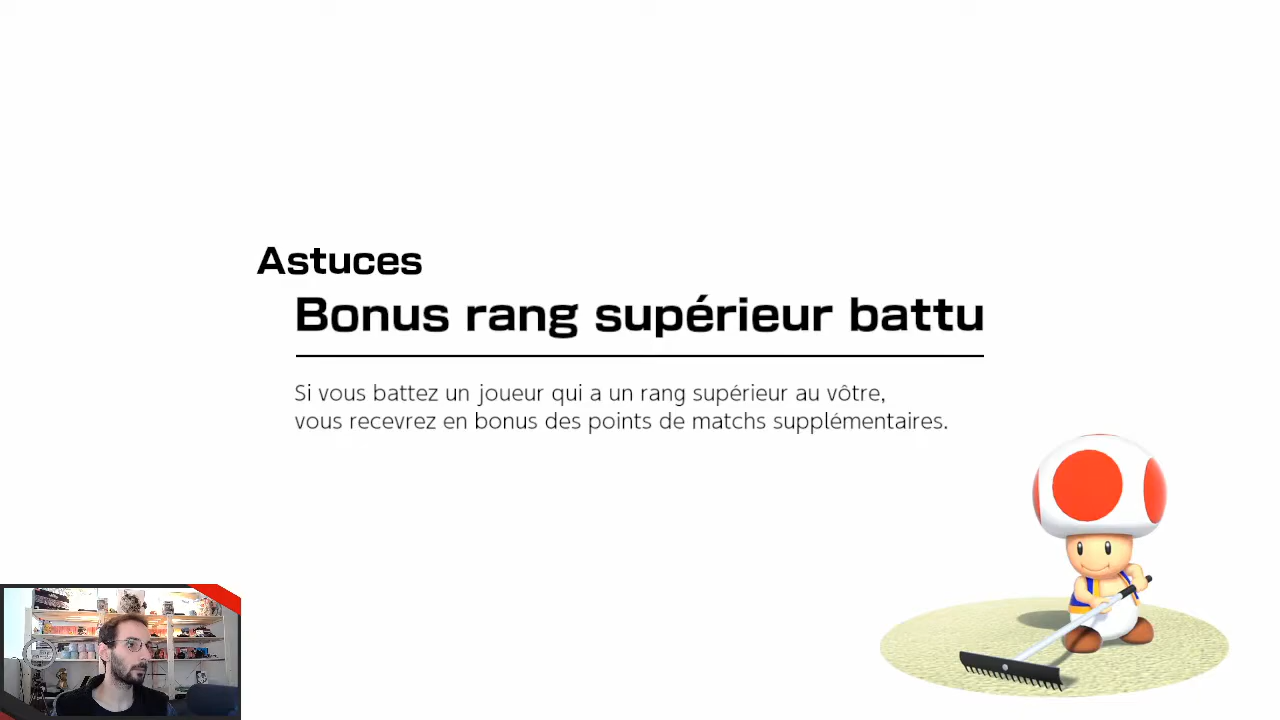 Astuces
Bonus rang supérieur battu
Si vous battez un joueur qui a un rang supérieur au vôtre,
vous recevrez en bonus des points de matchs supplémentaires.